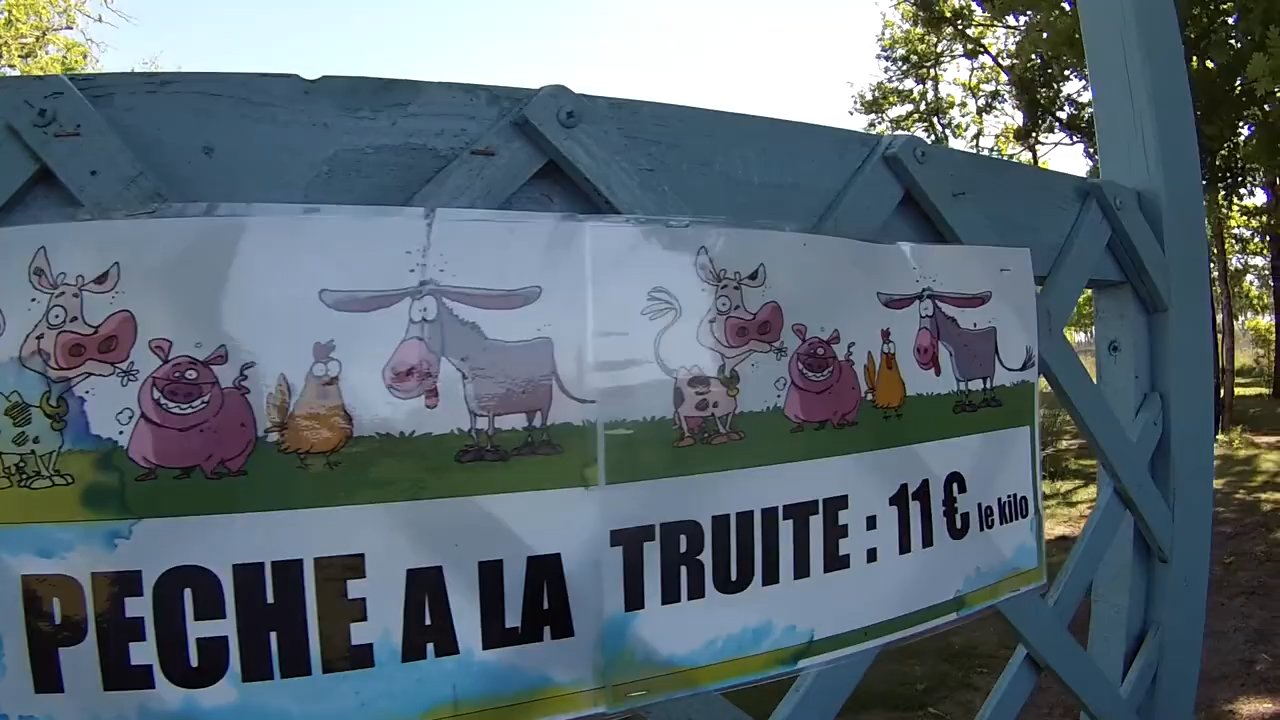 PECHE A LA TRUITE : 11 € le kilo